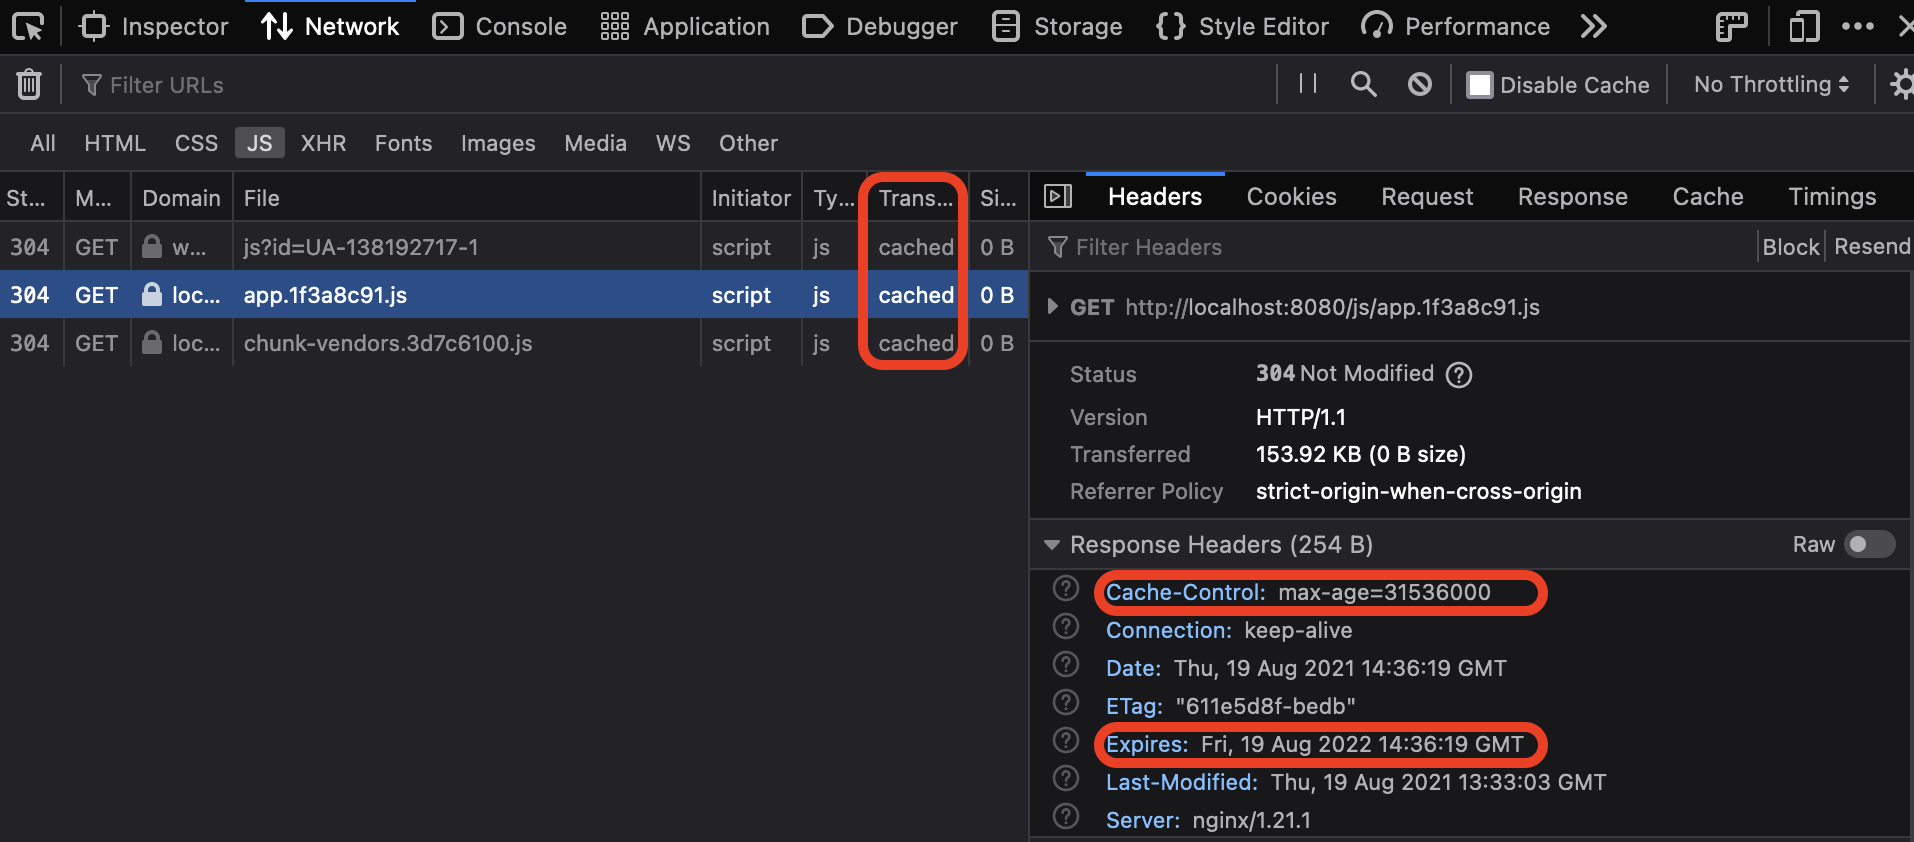 Inspector Network Console Application Debugger Storage {} Style Editor Performance
Filter URLs Disable Cache No Throttling
All HTML CSS JS XHR Fonts Images Media WS Other
St... M... Domain File Initiator Ty... Trans... Si...
304 GET w... js?id=UA-138192717-1 script js cached 0 B
304 GET loc... app.1f3a8c91.js script js cached 0 B
304 GET loc... chunk-vendors.3d7c6100.js script js cached 0 B
Headers Cookies Request Response Cache Timings
Filter Headers Block Resend
GET http://localhost:8080/js/app.1f3a8c91.js
Status 304 Not Modified ?
Version HTTP/1.1
Transferred 153.92 KB (0 B size)
Referrer Policy strict-origin-when-cross-origin
Response Headers (254 B) Raw
? Cache-Control: max-age=31536000
? Connection: keep-alive
? Date: Thu, 19 Aug 2021 14:36:19 GMT
? ETag: "611e5d8f-bedb"
? Expires: Fri, 19 Aug 2022 14:36:19 GMT
? Last-Modified: Thu, 19 Aug 2021 13:33:03 GMT
? Server: nginx/1.21.1